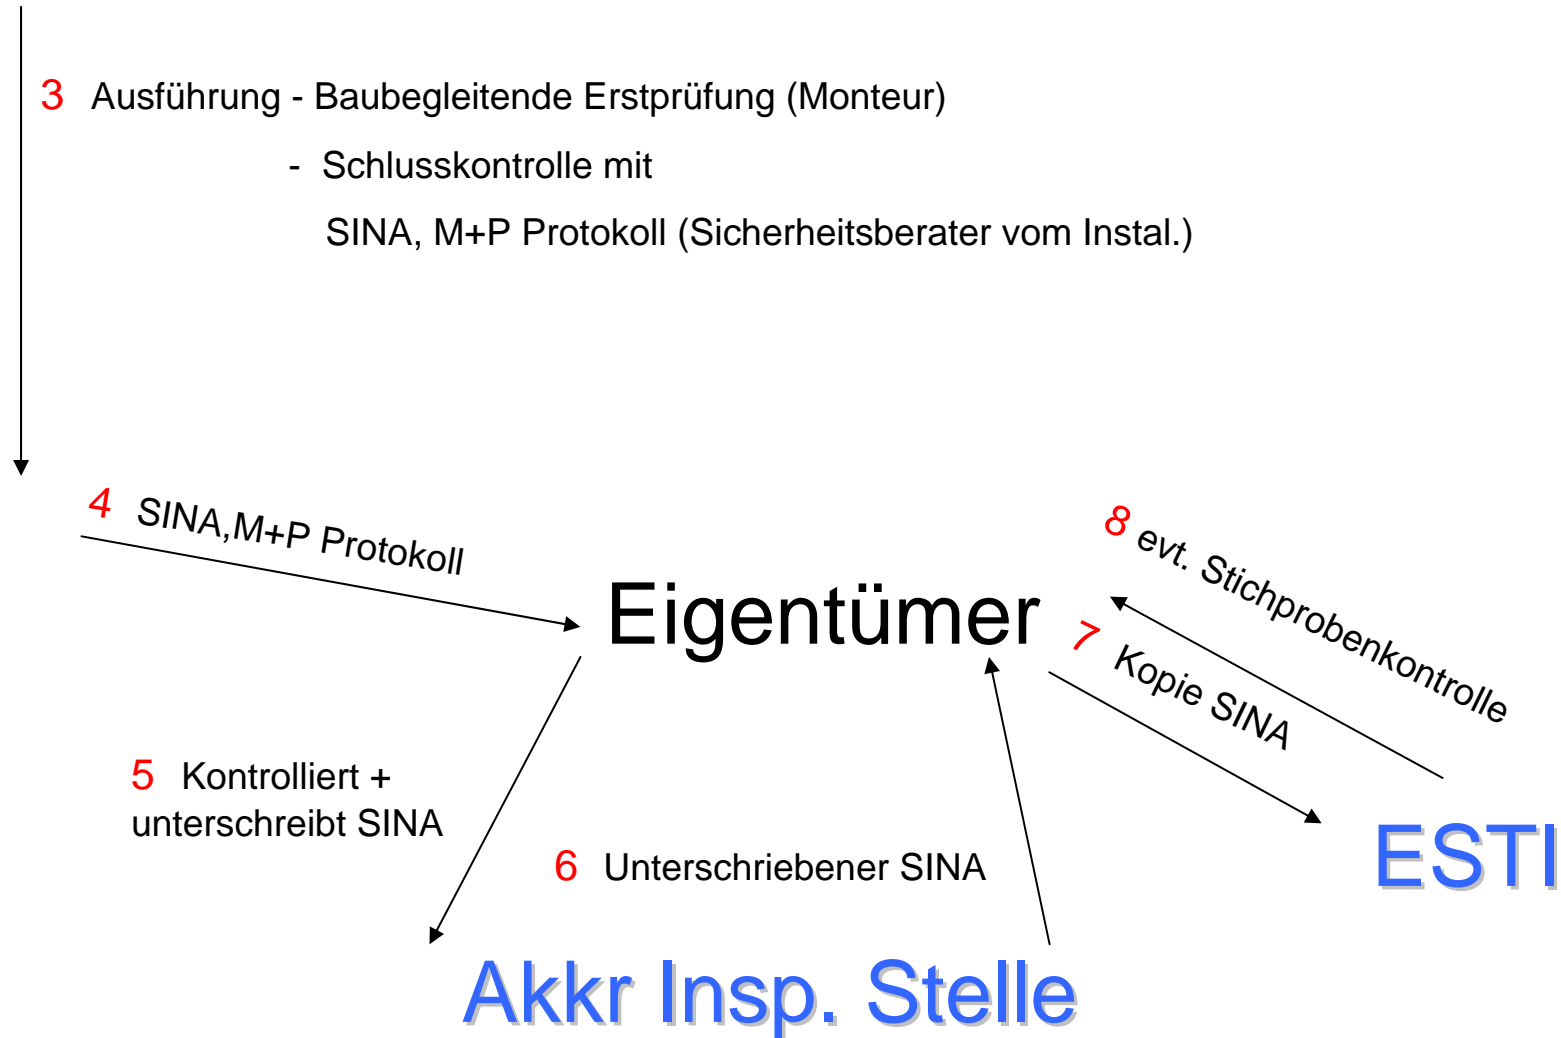 3 Ausführung - Baubegleitende Erstprüfung (Monteur)
- Schlusskontrolle mit
SINA, M+P Protokoll (Sicherheitsberater vom Instal.)
4 SINA,M+P Protokoll
8 evt. Stichprobenkontrolle
Eigentümer
7 Kopie SINA
5 Kontrolliert +
unterschreibt SINA
6 Unterschriebener SINA
ESTI
Akkr Insp. Stelle